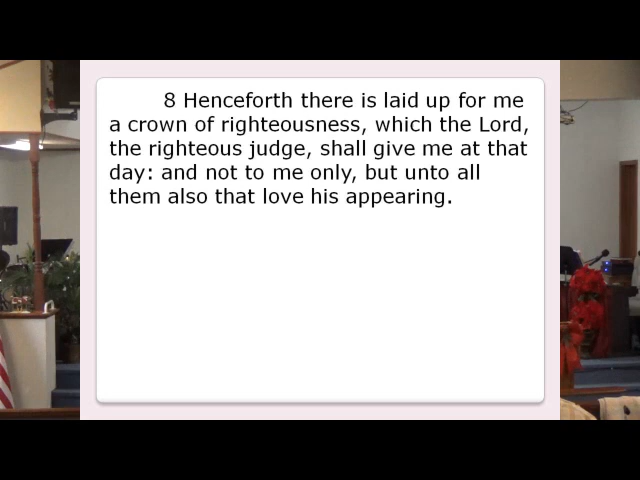 8 Henceforth there is laid up for me
a crown of righteousness, which the Lord,
the righteous judge, shall give me at that
day: and not to me only, but unto all
them also that love his appearing.